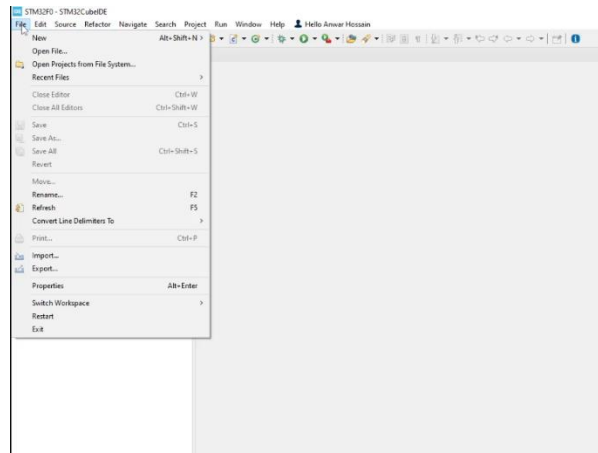 STM32F0 - STM32CubeIDE
File Edit Source Refactor Navigate Search Project Run Window Help Hello Anwar Hossain
New Alt+Shift+N >
Open File...
Open Projects from File System...
Recent Files >
Close Editor Ctrl+W
Close All Editors Ctrl+Shift+W
Save Ctrl+S
Save As...
Save All Ctrl+Shift+S
Revert
Move...
Rename... F2
Refresh F5
Convert Line Delimiters To >
Print... Ctrl+P
Import...
Export...
Properties Alt+Enter
Switch Workspace >
Restart
Exit